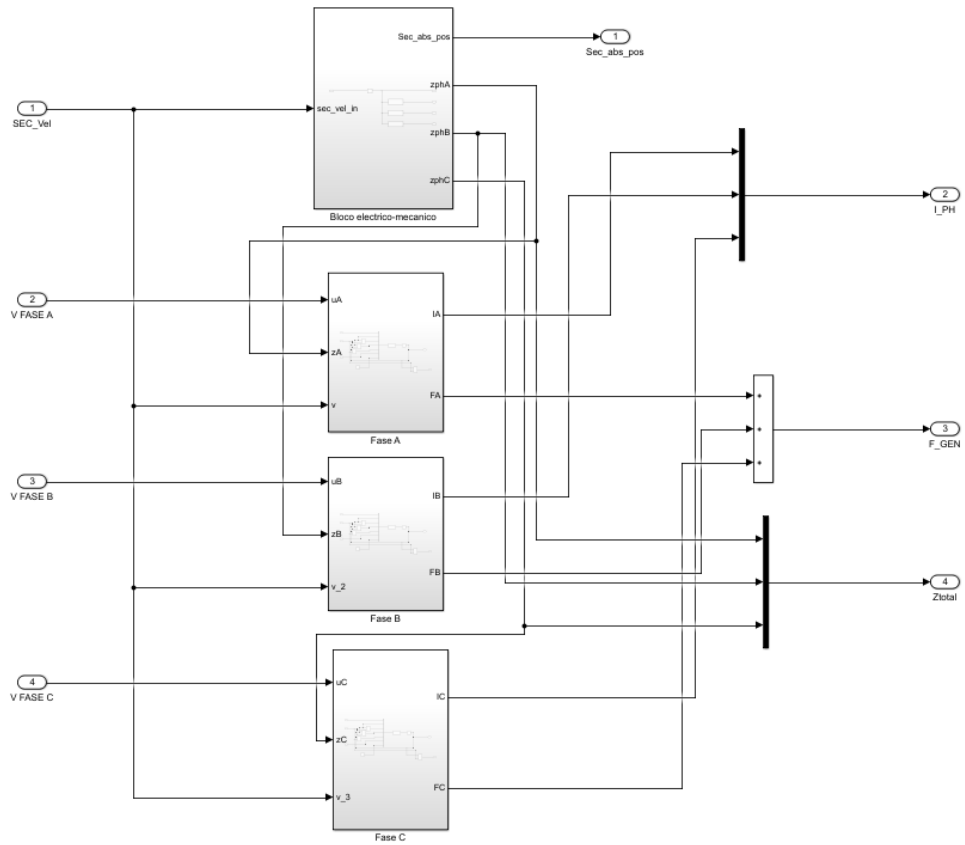 Sec_abs_pos
1
Sec_abs_pos
zphA
1
SEC_Vel
sec_vel_in
zphB
zphC
Bloco electrico-mecanico
2
I_PH
2
V FASE A
uA
IA
zA
FA
v
Fase A
+
+
+
3
F_GEN
3
V FASE B
uB
IB
zB
FB
v_2
Fase B
4
Ztotal
4
V FASE C
uC
IC
zC
FC
v_3
Fase C